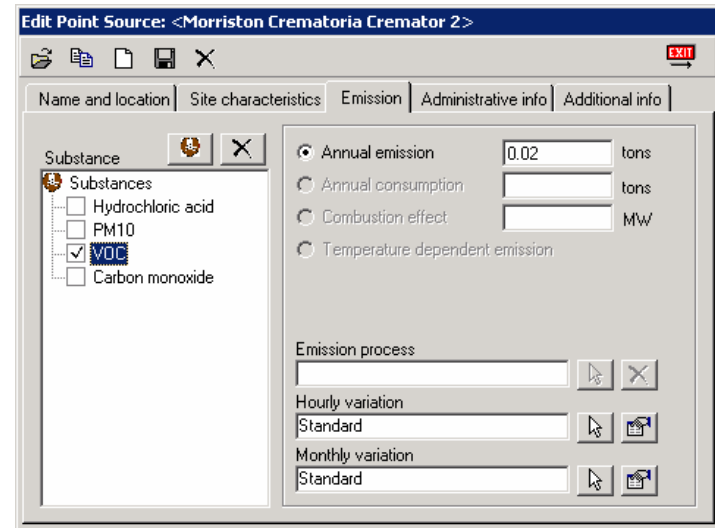 Edit Point Source: <Morriston Crematoria Cremator 2>
EXIT
Name and location Site characteristics Emission Administrative info Additional info
Substance
Substances
Hydrochloric acid
PM10
VOC
Carbon monoxide
Annual emission 0.02 tons
Annual consumption tons
Combustion effect MW
Temperature dependent emission
Emission process
Hourly variation
Standard
Monthly variation
Standard